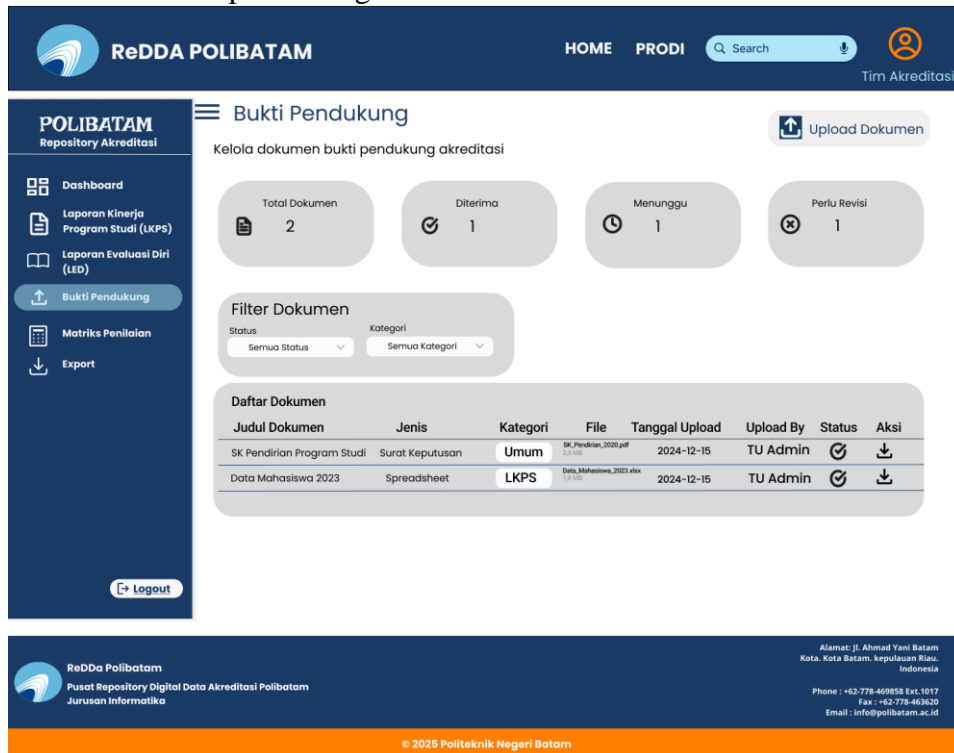 ReDDA POLIBATAM
HOME PRODI Search
Tim Akreditasi
POLIBATAM
Repository Akreditasi
Dashboard
Laporan Kinerja
Program Studi (LKPS)
Laporan Evaluasi Diri
(LED)
Bukti Pendukung
Matriks Penilaian
Export
Logout
Bukti Pendukung
Upload Dokumen
Kelola dokumen bukti pendukung akreditasi
Total Dokumen
2
Diterima
1
Menunggu
1
Perlu Revisi
1
Filter Dokumen
Status Kategori
Semua Status Semua Kategori
Daftar Dokumen
Judul Dokumen Jenis Kategori File Tanggal Upload Upload By Status Aksi
SK Pendirian Program Studi Surat Keputusan Umum SK_Pendirian_2020.pdf 2,5 MB 2024-12-15 TU Admin
Data Mahasiswa 2023 Spreadsheet LKPS Data_Mahasiswa_2023.xlsx 1,8 MB 2024-12-15 TU Admin
ReDDa Polibatam
Pusat Repository Digital Data Akreditasi Polibatam
Jurusan Informatika
Alamat: Jl. Ahmad Yani Batam
Kota. Kota Batam. kepulauan Riau.
Indonesia
Phone : +62-778-469858 Ext.1017
Fax : +62-778-463620
Email : info@polibatam.ac.id
© 2025 Politeknik Negeri Batam